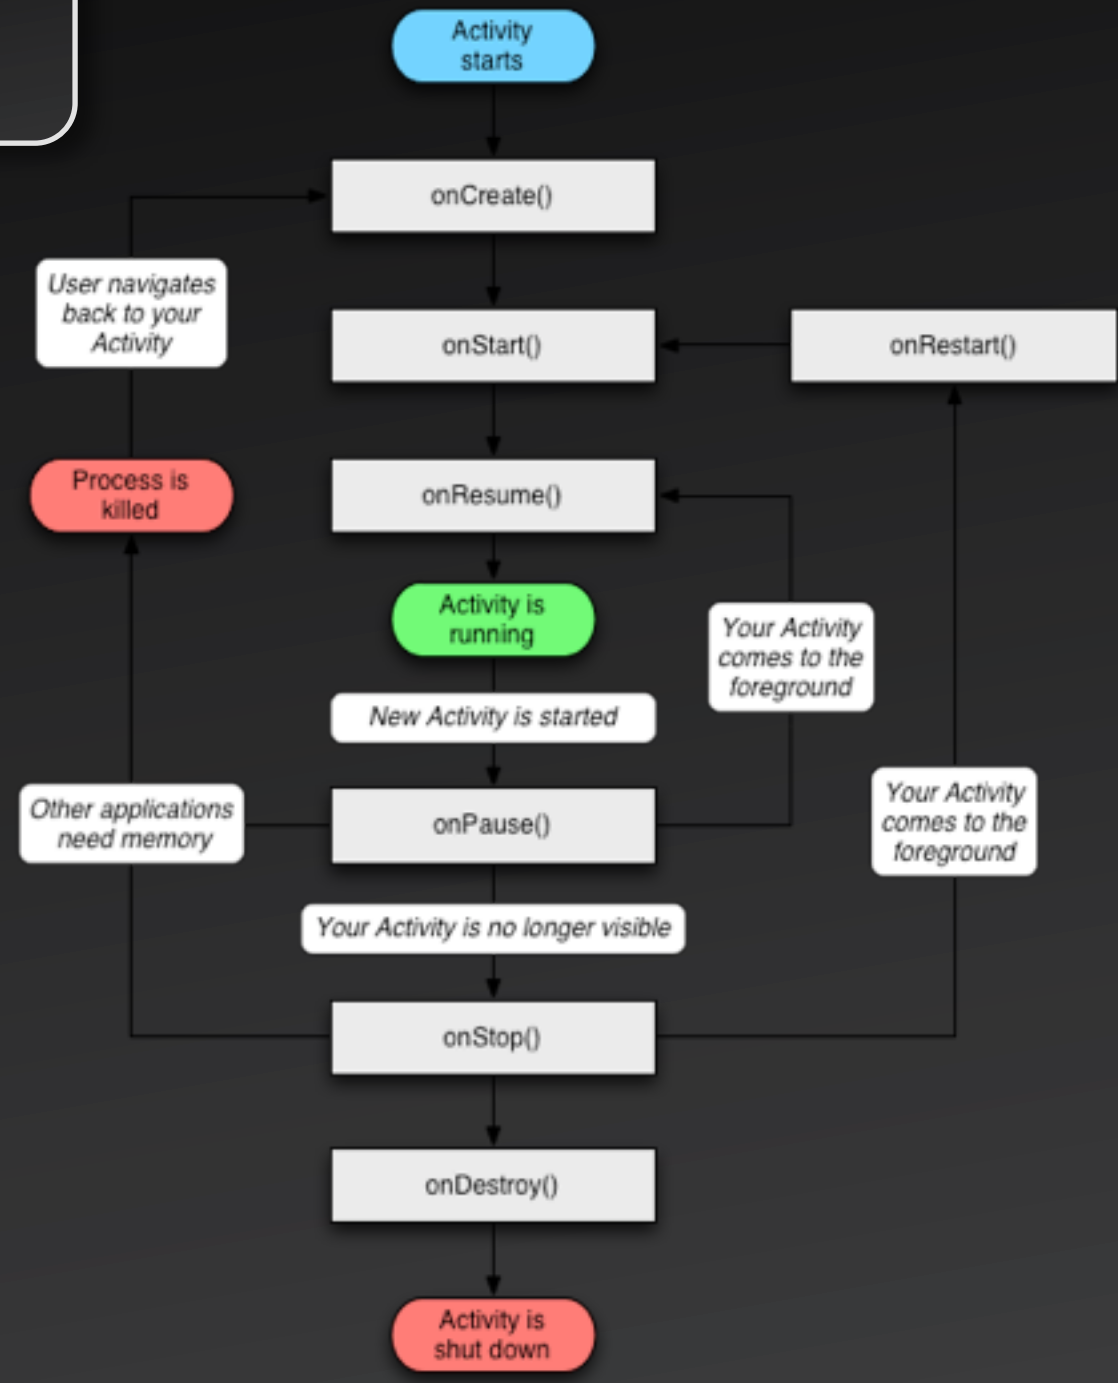 Activity
starts
onCreate()
User navigates
back to your
Activity
onStart()
onRestart()
Process is
killed
onResume()
Activity is
running
Your Activity
comes to the
foreground
New Activity is started
Other applications
need memory
onPause()
Your Activity
comes to the
foreground
Your Activity is no longer visible
onStop()
onDestroy()
Activity is
shut down